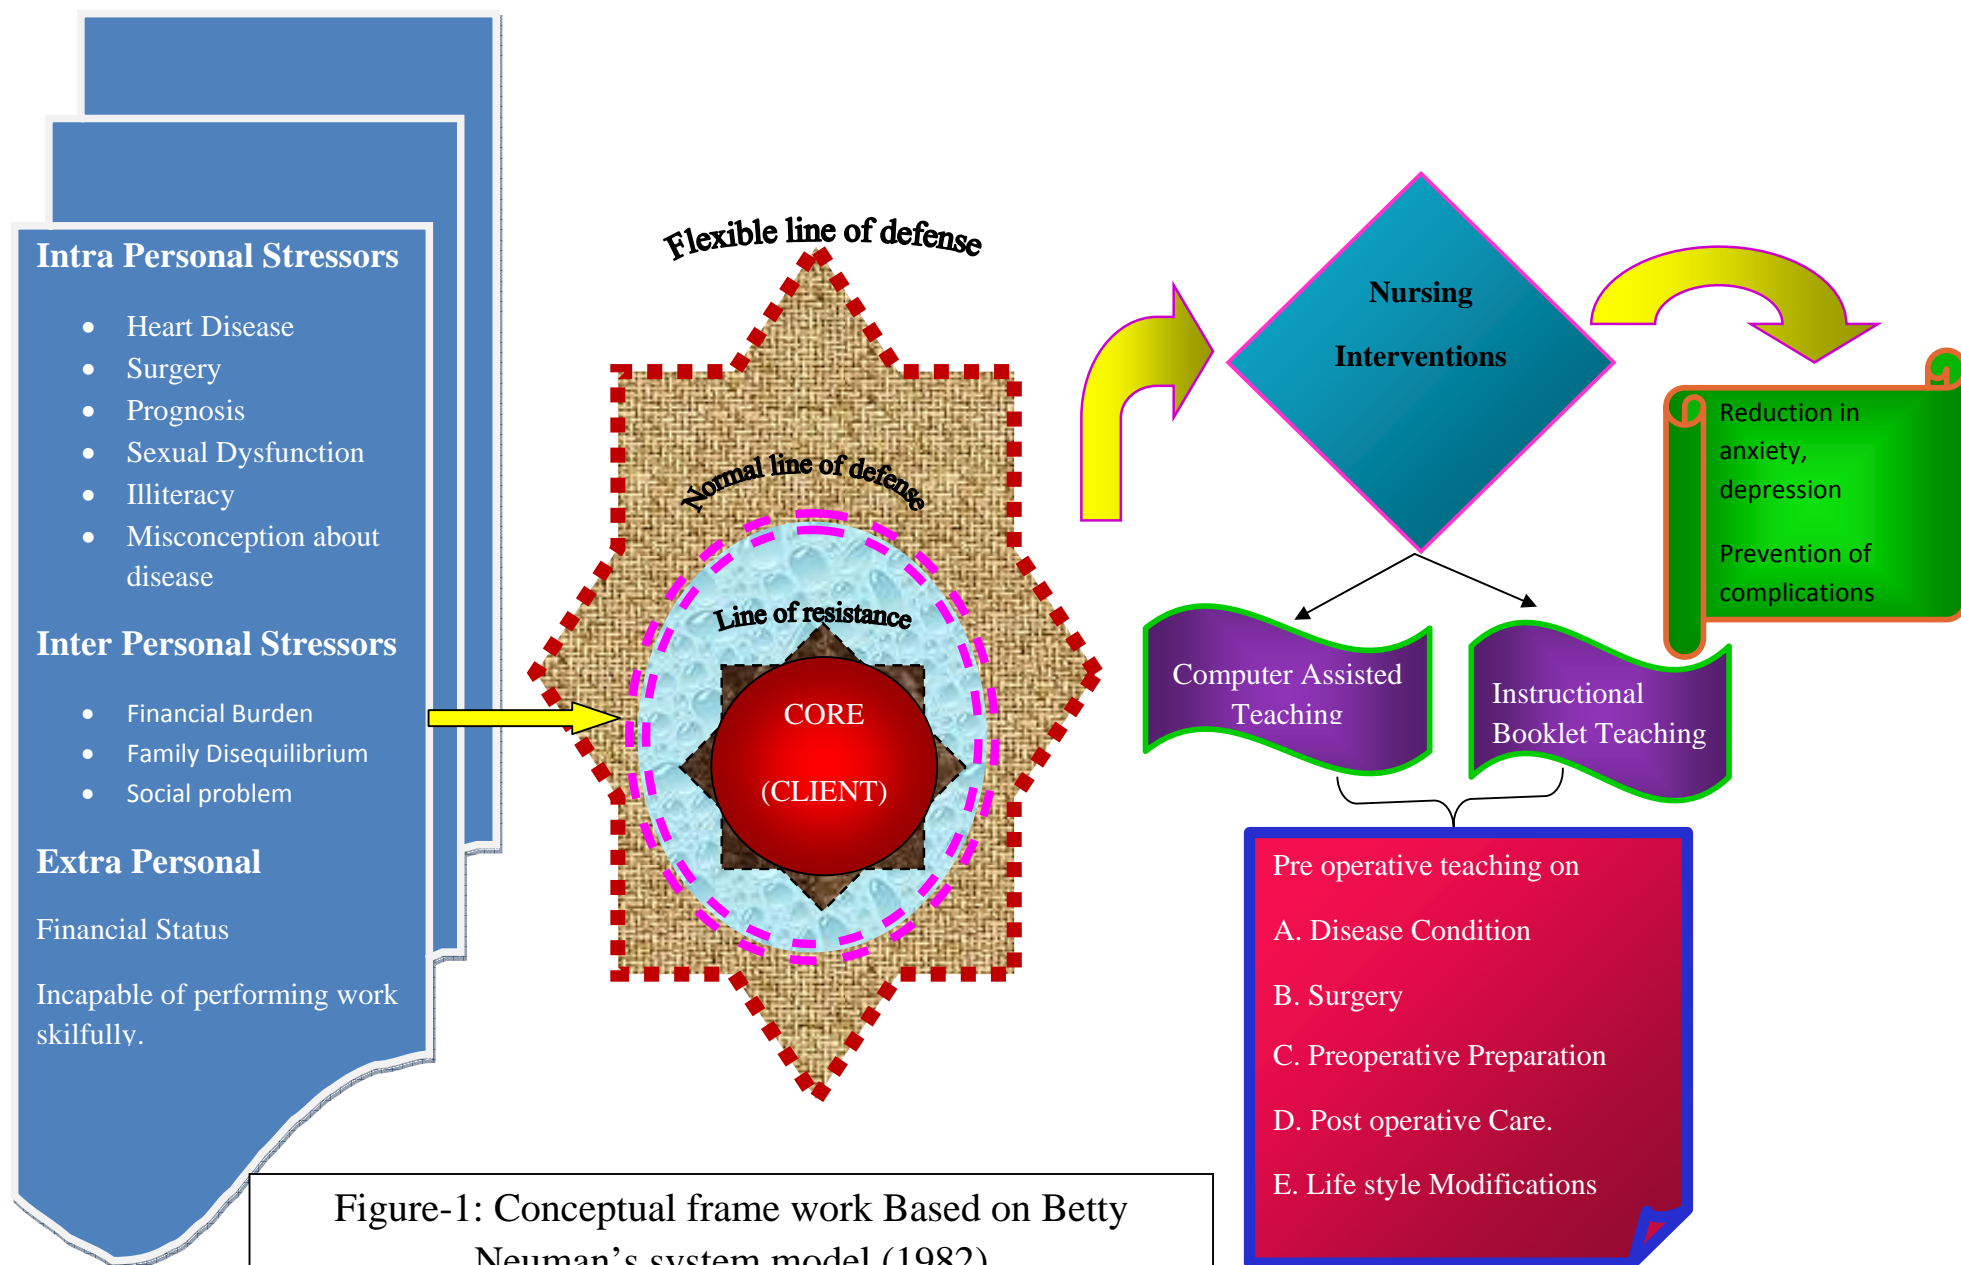 Intra Personal Stressors
• Heart Disease
• Surgery
• Prognosis
• Sexual Dysfunction
• Illiteracy
• Misconception about
disease
Inter Personal Stressors
• Financial Burden
• Family Disequilibrium
• Social problem
Extra Personal
Financial Status
Incapable of performing work
skilfully.
Flexible line of defense
Normal line of defense
Line of resistance
CORE
(CLIENT)
Nursing
Interventions
Reduction in
anxiety,
depression
Prevention of
complications
Computer Assisted
Teaching
Instructional
Booklet Teaching
Pre operative teaching on
A. Disease Condition
B. Surgery
C. Preoperative Preparation
D. Post operative Care.
E. Life style Modifications
Figure-1: Conceptual frame work Based on Betty
Neuman’s system model (1982)